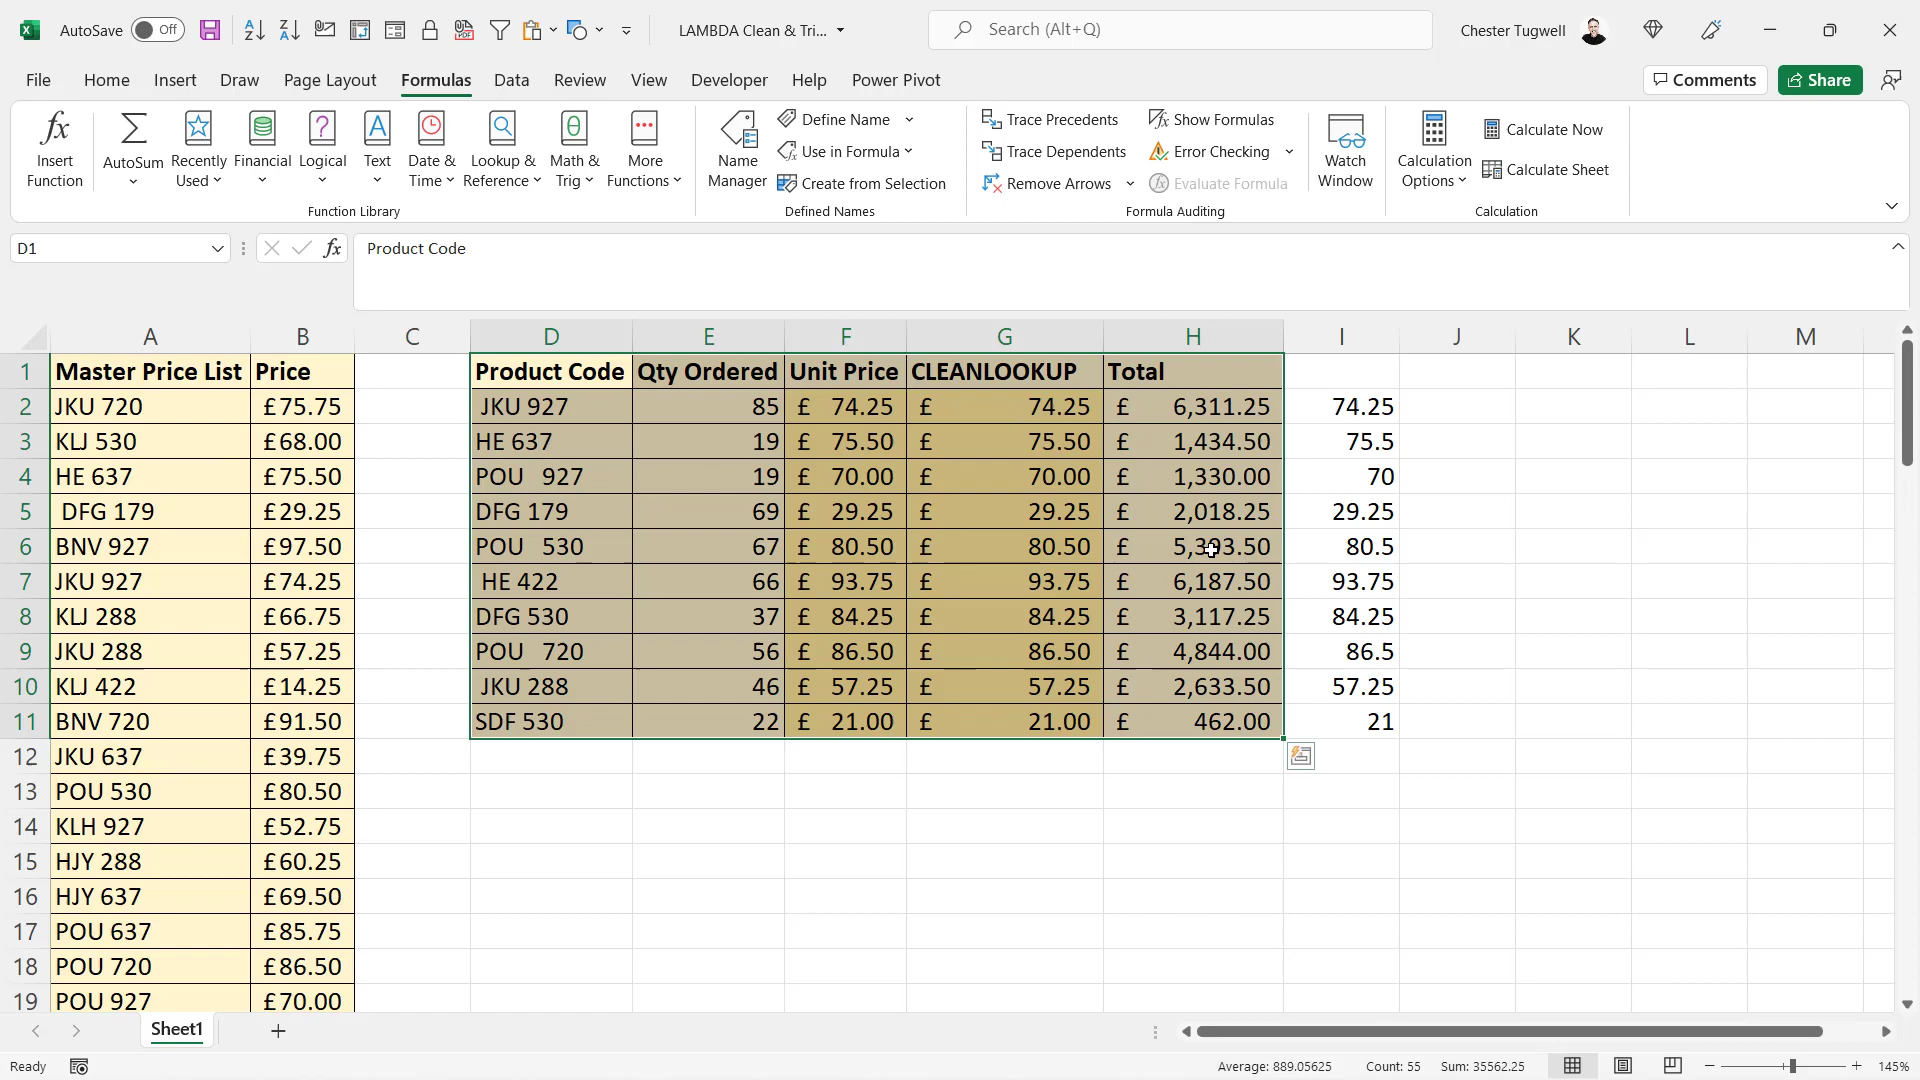 AutoSave Off LAMBDA Clean & Tri... Search (Alt+Q) Chester Tugwell
File Home Insert Draw Page Layout Formulas Data Review View Developer Help Power Pivot Comments Share
Insert Function
AutoSum
Recently Used
Financial
Logical
Text
Date & Time
Lookup & Reference
Math & Trig
More Functions
Function Library
Name Manager
Define Name
Use in Formula
Create from Selection
Defined Names
Trace Precedents
Trace Dependents
Remove Arrows
Show Formulas
Error Checking
Evaluate Formula
Formula Auditing
Watch Window
Calculation Options
Calculate Now
Calculate Sheet
Calculation
D1 fx Product Code
A B C D E F G H I J K L M
1 Master Price List Price Product Code Qty Ordered Unit Price CLEANLOOKUP Total
2 JKU 720 £75.75 JKU 927 85 £ 74.25 £ 74.25 £ 6,311.25 74.25
3 KLJ 530 £68.00 HE 637 19 £ 75.50 £ 75.50 £ 1,434.50 75.5
4 HE 637 £75.50 POU   927 19 £ 70.00 £ 70.00 £ 1,330.00 70
5 DFG 179 £29.25 DFG 179 69 £ 29.25 £ 29.25 £ 2,018.25 29.25
6 BNV 927 £97.50 POU   530 67 £ 80.50 £ 80.50 £ 5,393.50 80.5
7 JKU 927 £74.25 HE 422 66 £ 93.75 £ 93.75 £ 6,187.50 93.75
8 KLJ 288 £66.75 DFG 530 37 £ 84.25 £ 84.25 £ 3,117.25 84.25
9 JKU 288 £57.25 POU   720 56 £ 86.50 £ 86.50 £ 4,844.00 86.5
10 KLJ 422 £14.25 JKU 288 46 £ 57.25 £ 57.25 £ 2,633.50 57.25
11 BNV 720 £91.50 SDF 530 22 £ 21.00 £ 21.00 £ 462.00 21
12 JKU 637 £39.75
13 POU 530 £80.50
14 KLH 927 £52.75
15 HJY 288 £60.25
16 HJY 637 £69.50
17 POU 637 £85.75
18 POU 720 £86.50
19 POU 927 £70.00
Sheet1
Ready Average: 889.05625 Count: 55 Sum: 35562.25 145%